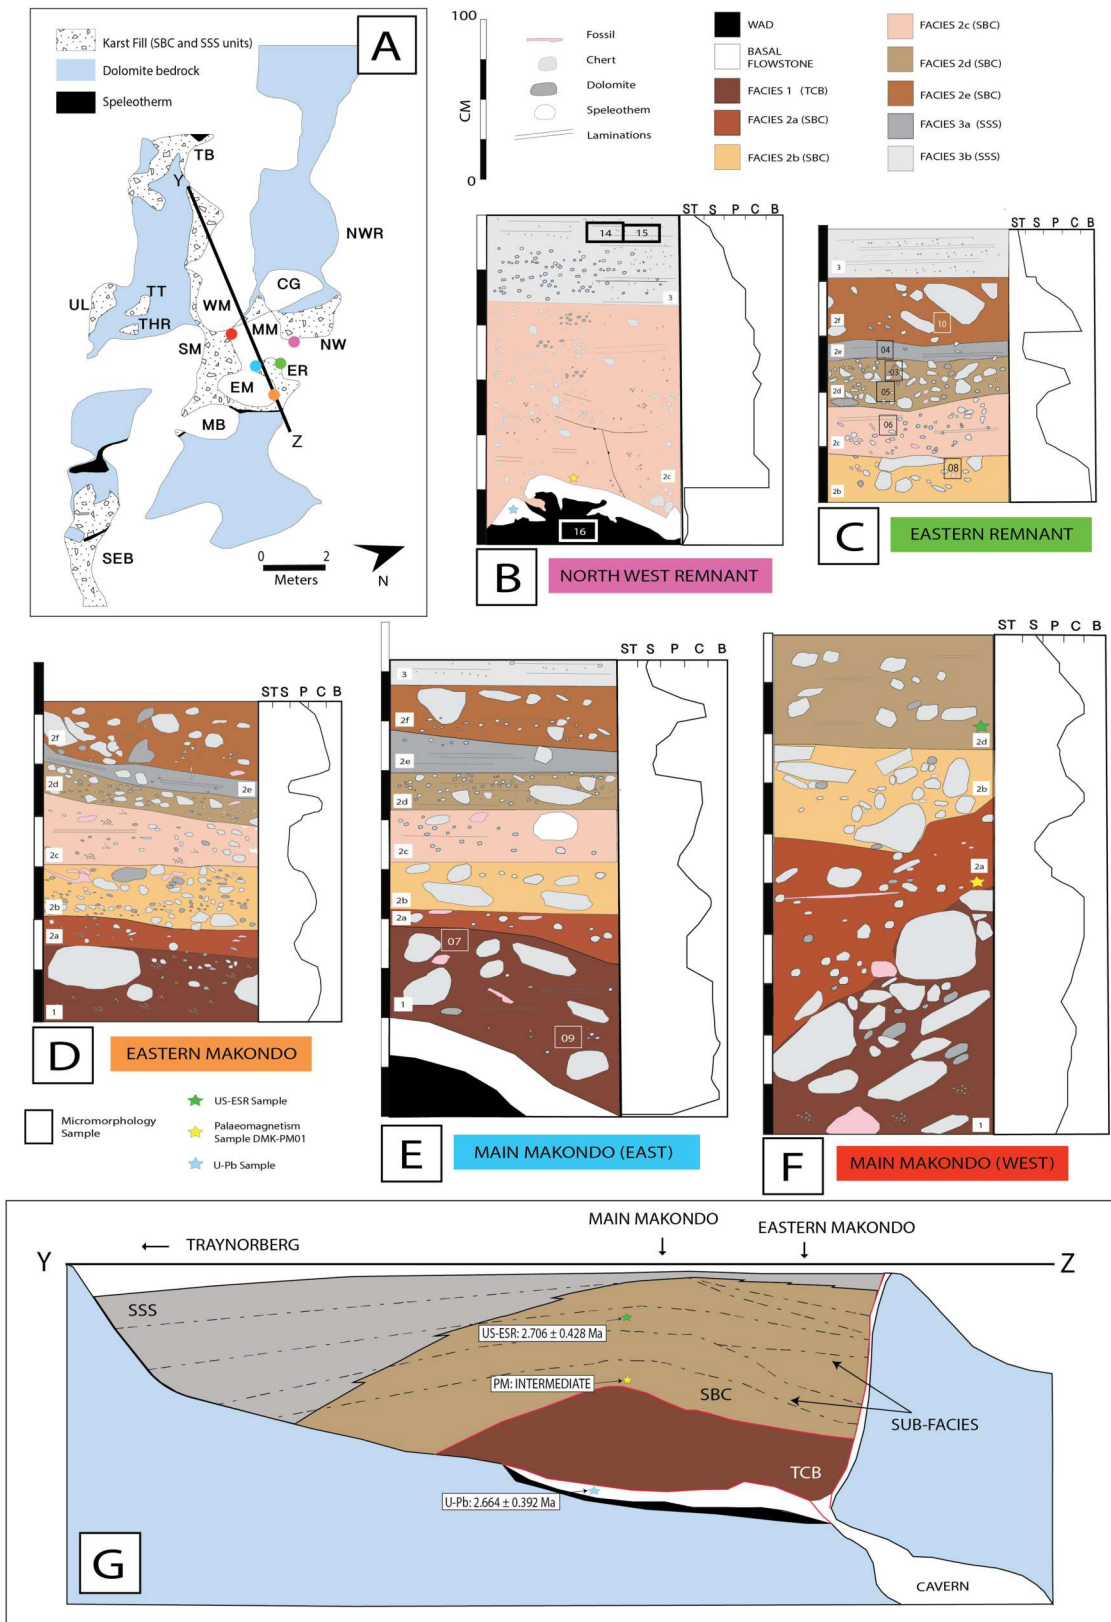 A
Karst Fill (SBC and SSS units)
Dolomite bedrock
Speleotherm
TB
Y
NWR
CG
UL
TT
WM
THR
MM
NW
SM
ER
EM
MB
Z
SEB
0 2
Meters
N
100
CM
0
Fossil
Chert
Dolomite
Speleothem
Laminations
WAD
BASAL
FLOWSTONE
FACIES 1 (TCB)
FACIES 2a (SBC)
FACIES 2b (SBC)
FACIES 2c (SBC)
FACIES 2d (SBC)
FACIES 2e (SBC)
FACIES 3a (SSS)
FACIES 3b (SSS)
ST S P C B
14 15
3
2c
16
B
NORTH WEST REMNANT
ST S P C B
3
2f
10
2e
04
03
2d
05
06
2c
08
2b
C
EASTERN REMNANT
ST S P C B
2f
2d
2e
2c
2b
2a
1
D
EASTERN MAKONDO
Micromorphology
Sample
US-ESR Sample
Palaeomagnetism
Sample DMK-PM01
U-Pb Sample
ST S P C B
3
2f
2e
2d
2c
2b
2a
07
1
09
E
MAIN MAKONDO (EAST)
ST S P C B
2d
2b
2a
1
F
MAIN MAKONDO (WEST)
MAIN MAKONDO
EASTERN MAKONDO
TRAYNORBERG
Y
Z
SSS
US-ESR: 2.706 ± 0.428 Ma
PM: INTERMEDIATE
SBC
SUB-FACIES
TCB
U-Pb: 2.664 ± 0.392 Ma
G
CAVERN